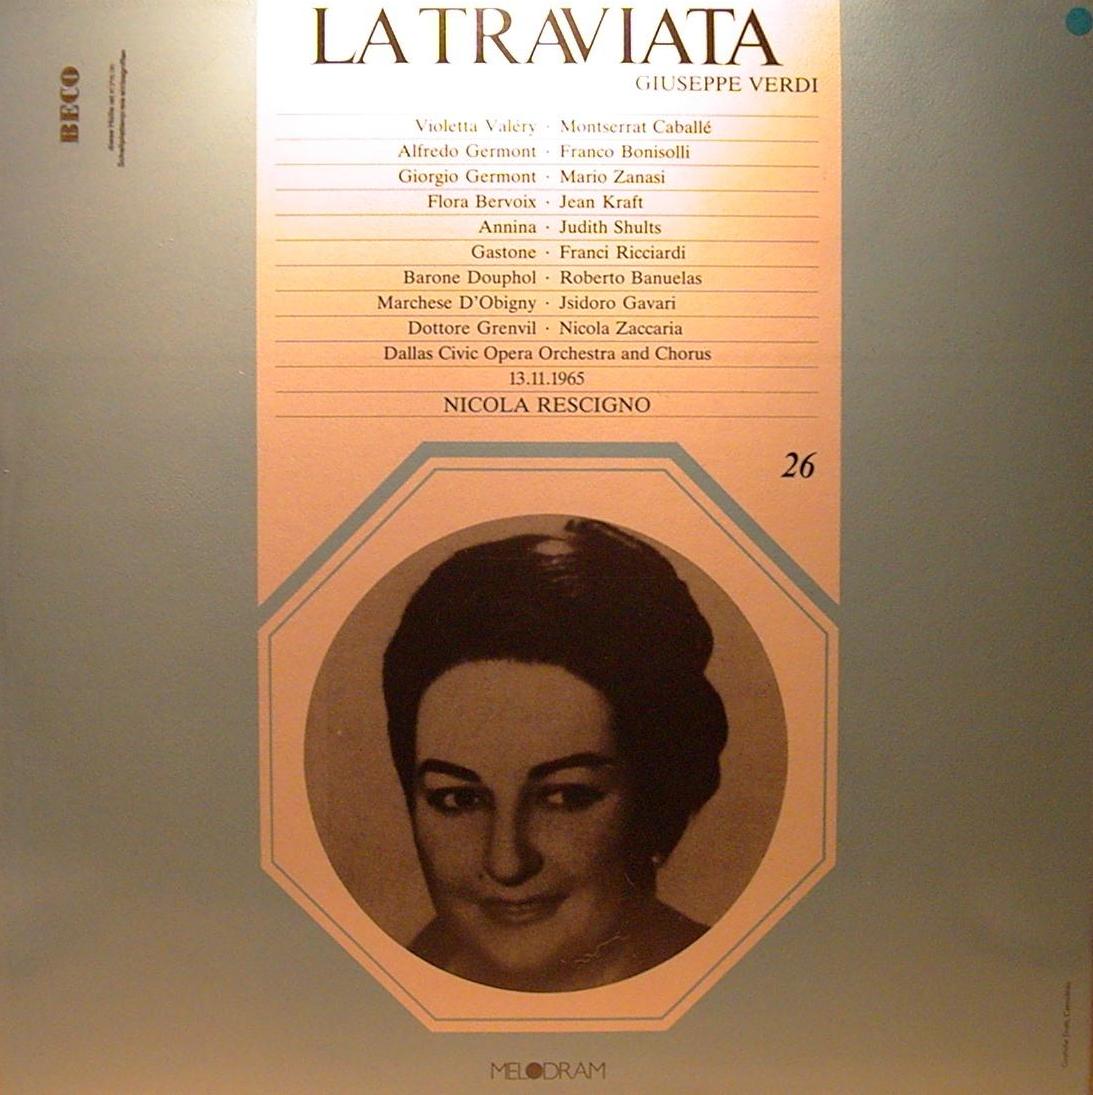 LA TRAVIATA
GIUSEPPE VERDI
Violetta Valéry · Montserrat Caballé
Alfredo Germont · Franco Bonisolli
Giorgio Germont · Mario Zanasi
Flora Bervoix · Jean Kraft
Annina · Judith Shults
Gastone · Franci Ricciardi
Barone Douphol · Roberto Banuelas
Marchese D'Obigny · Jsidoro Gavari
Dottore Grenvil · Nicola Zaccaria
Dallas Civic Opera Orchestra and Chorus
13.11.1965
NICOLA RESCIGNO
26
BECO
MELODRAM